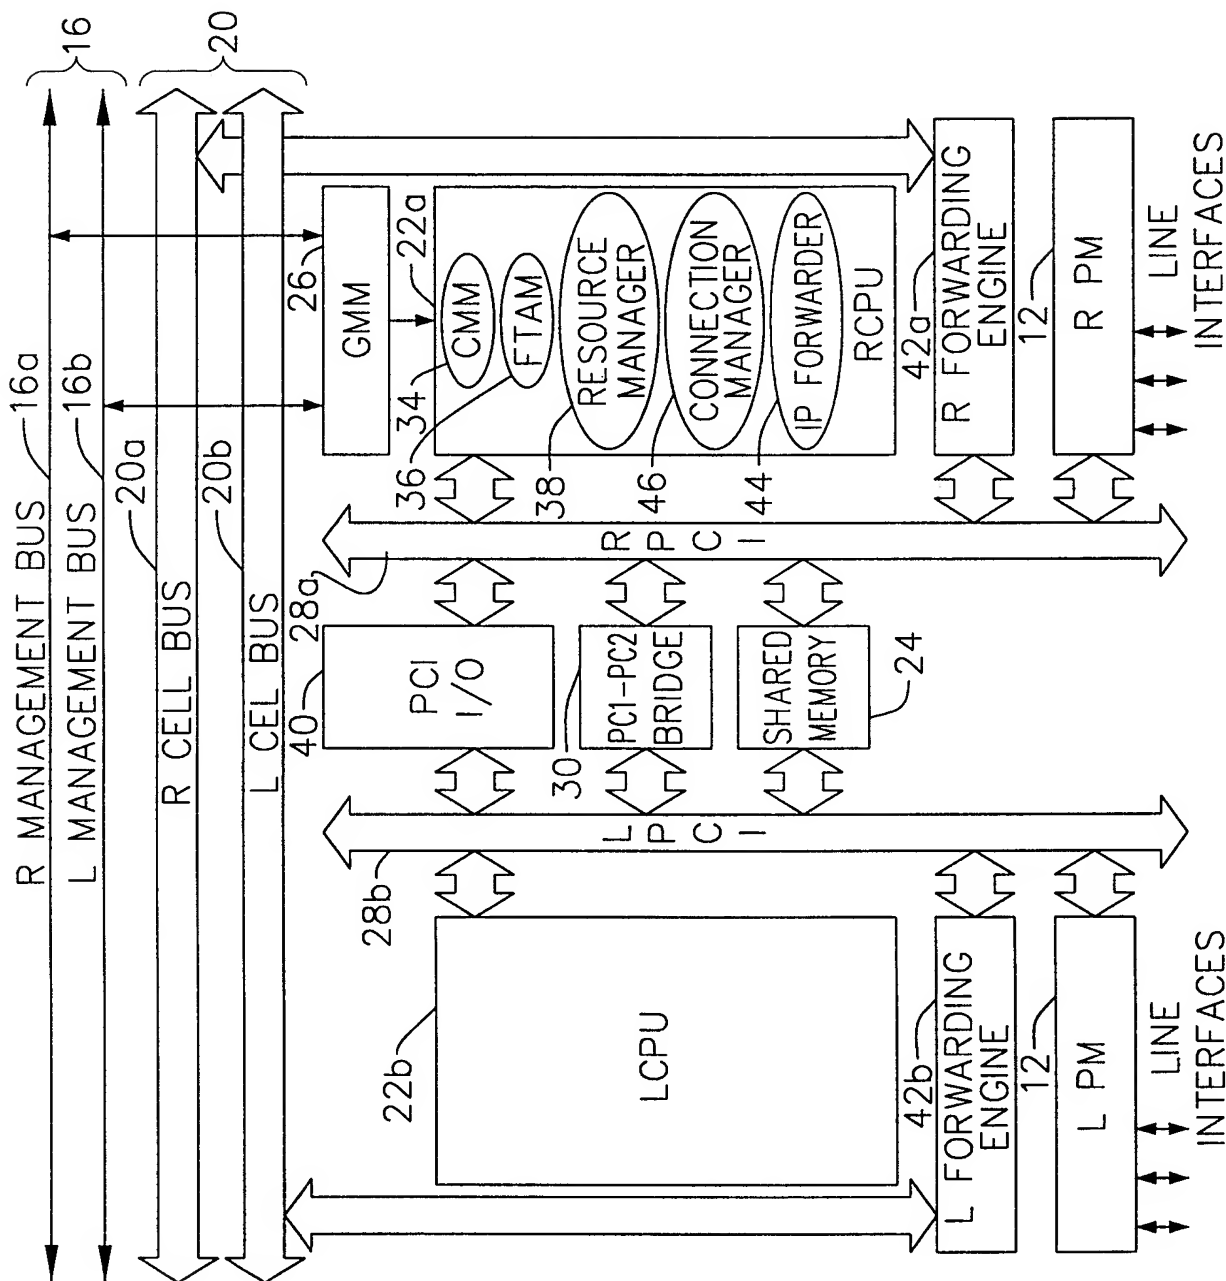 R MANAGEMENT BUS
16a
16
L MANAGEMENT BUS
16b
20a
R CELL BUS
20
20b
L CEL BUS
40
28a
26
28b
22b
LCPU
L PCI
PCI
I/O
30
PC1-PC2
BRIDGE
SHARED
MEMORY
24
R PCI
GMM
22a
34
CMM
36
FTAM
38
RESOURCE
MANAGER
46
CONNECTION
MANAGER
44
IP FORWARDER
RCPU
42b
L FORWARDING
ENGINE
42a
R FORWARDING
ENGINE
12
L PM
12
R PM
LINE
INTERFACES
LINE
INTERFACES